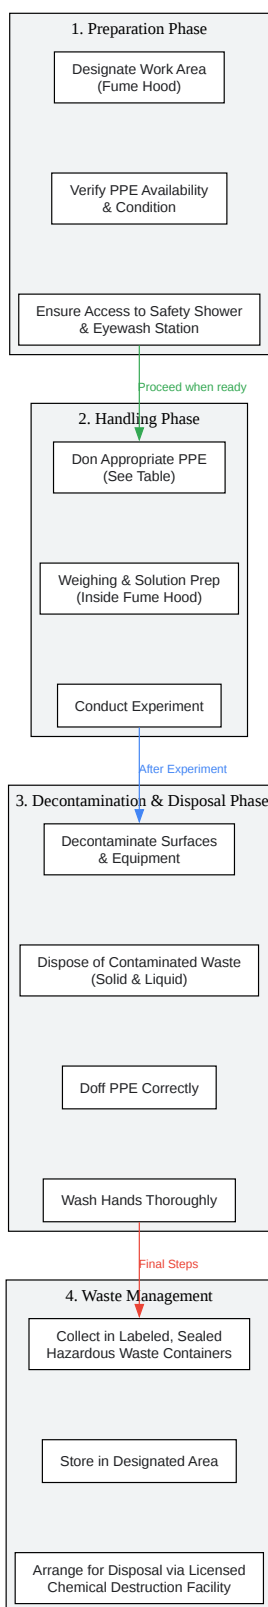 1. Preparation Phase
Designate Work Area
(Fume Hood)
Verify PPE Availability
& Condition
Ensure Access to Safety Shower
& Eyewash Station
Proceed when ready
2. Handling Phase
Don Appropriate PPE
(See Table)
Weighing & Solution Prep
(Inside Fume Hood)
Conduct Experiment
After Experiment
3. Decontamination & Disposal Phase
Decontaminate Surfaces
& Equipment
Dispose of Contaminated Waste
(Solid & Liquid)
Doff PPE Correctly
Wash Hands Thoroughly
Final Steps
4. Waste Management
Collect in Labeled, Sealed
Hazardous Waste Containers
Store in Designated Area
Arrange for Disposal via Licensed
Chemical Destruction Facility